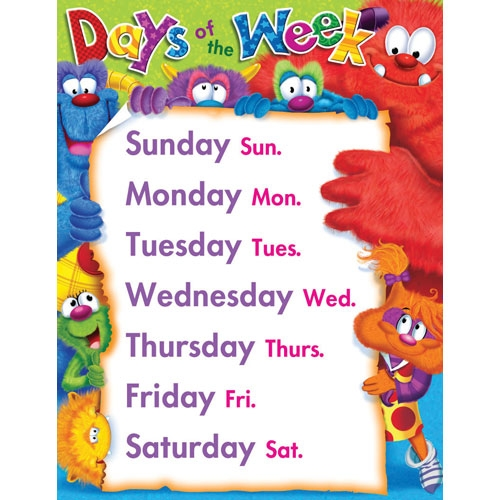 Days of the Week
Sunday Sun.
Monday Mon.
Tuesday Tues.
Wednesday Wed.
Thursday Thurs.
Friday Fri.
Saturday Sat.